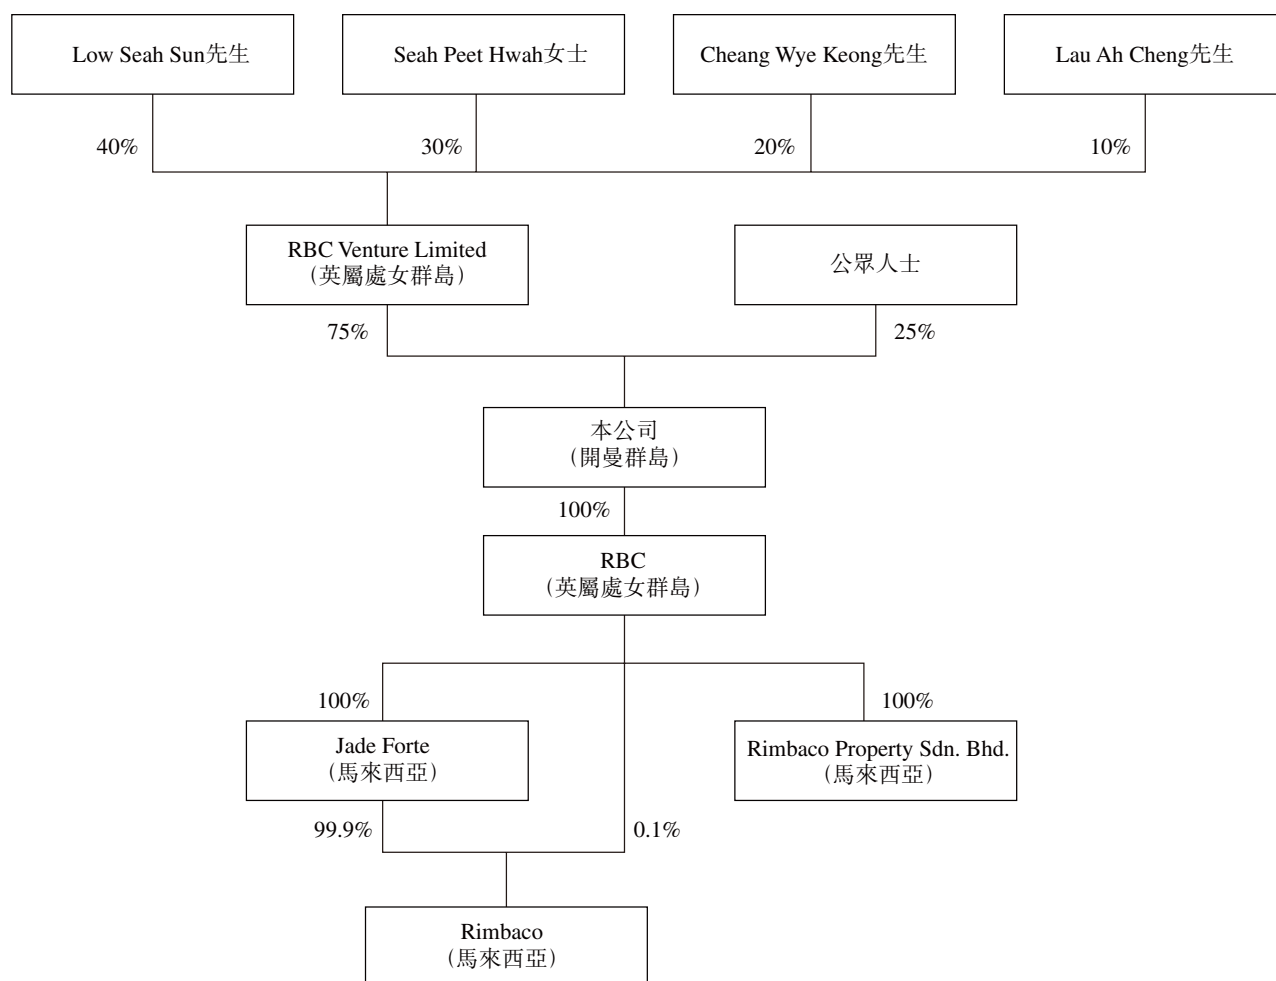 Low Seah Sun先生
Seah Peet Hwah女士
Cheang Wye Keong先生
Lau Ah Cheng先生
40%
30%
20%
10%
RBC Venture Limited
(英屬處女群島)
公眾人士
75%
25%
本公司
(開曼群島)
100%
RBC
(英屬處女群島)
100%
100%
Jade Forte
(馬來西亞)
Rimbaco Property Sdn. Bhd.
(馬來西亞)
99.9%
0.1%
Rimbaco
(馬來西亞)